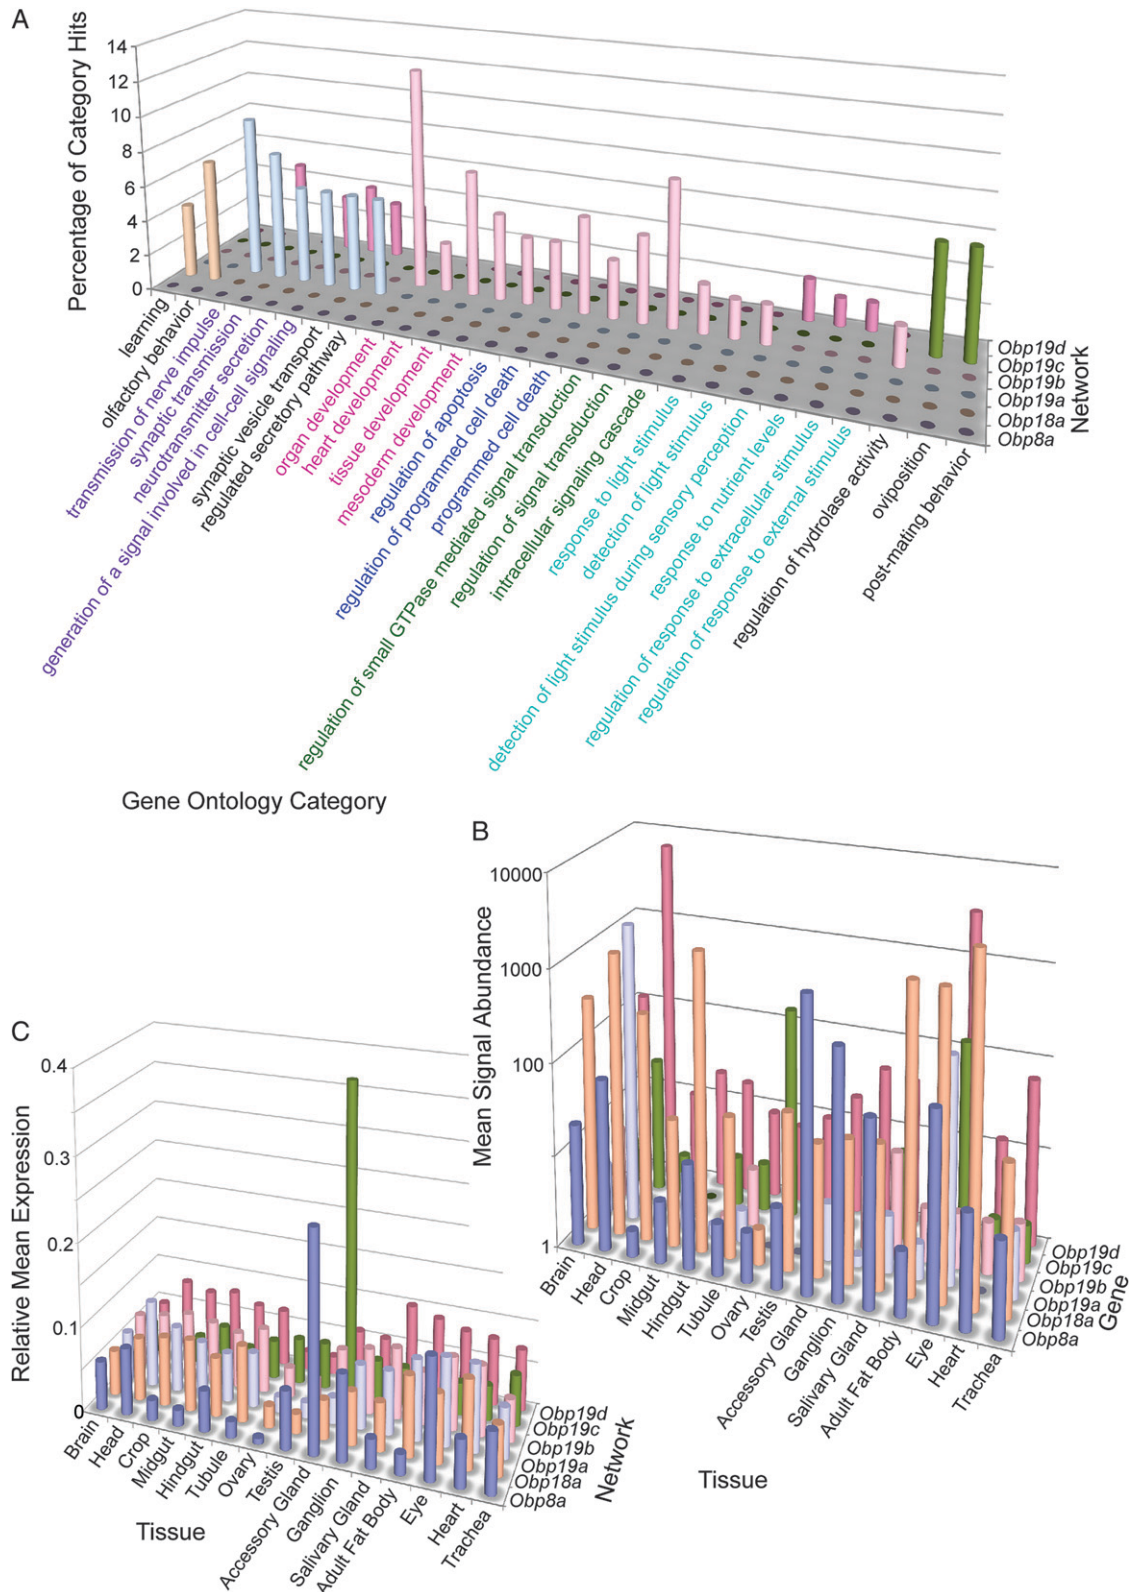 A
Percentage of Category Hits
14
12
10
8
6
4
2
0
learning
olfactory behavior
transmission of nerve impulse
synaptic transmission
neurotransmitter secretion
generation of a signal involved in cell-cell signaling
synaptic vesicle transport
regulated secretory pathway
organ development
heart development
tissue development
mesoderm development
regulation of apoptosis
regulation of programmed cell death
programmed cell death
regulation of small GTPase mediated signal transduction
regulation of signal transduction
intracellular signaling cascade
response to light stimulus
detection of light stimulus
detection of light stimulus during sensory perception
response to nutrient levels
regulation of response to extracellular stimulus
regulation of response to external stimulus
regulation of hydrolase activity
oviposition
post-mating behavior
Obp19d
Obp19c
Obp19b
Obp19a
Obp18a
Obp8a
Network
Gene Ontology Category
B
Mean Signal Abundance
10000
1000
100
1
Brain
Head
Crop
Midgut
Hindgut
Tubule
Ovary
Testis
Accessory Gland
Ganglion
Salivary Gland
Adult Fat Body
Eye
Heart
Trachea
Obp19d
Obp19c
Obp19b
Obp19a
Obp18a
Obp8a
Gene
Tissue
C
Relative Mean Expression
0.4
0.3
0.2
0.1
0
Brain
Head
Crop
Midgut
Hindgut
Tubule
Ovary
Testis
Accessory Gland
Ganglion
Salivary Gland
Adult Fat Body
Eye
Heart
Trachea
Obp19d
Obp19c
Obp19b
Obp19a
Obp18a
Obp8a
Network
Tissue